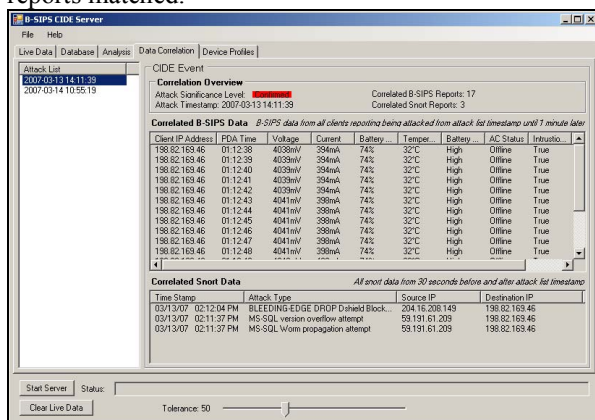 reports matched.
B-SIPS CIDE Server
File Help
Live Data Database Analysis Data Correlation Device Profiles
Attack List
2007-03-13 14:11:39
2007-03-14 10:55:19
CIDE Event
Correlation Overview
Attack Significance Level: Confirmed Correlated B-SIPS Reports: 17
Attack Timestamp: 2007-03-13 14:11:39 Correlated Snort Reports: 3
Correlated B-SIPS Data B-SIPS data from all clients reporting being attacked from attack list timestamp until 1 minute later
Client IP Address PDA Time Voltage Current Battery ... Temper... Battery ... AC Status Intrustio...
198.82.169.46 01:12:38 4038mV 394mA 74% 32°C High Offline True
198.82.169.46 01:12:39 4039mV 394mA 74% 32°C High Offline True
198.82.169.46 01:12:40 4039mV 394mA 74% 32°C High Offline True
198.82.169.46 01:12:41 4039mV 394mA 74% 32°C High Offline True
198.82.169.46 01:12:42 4039mV 394mA 74% 32°C High Offline True
198.82.169.46 01:12:43 4041mV 398mA 74% 32°C High Offline True
198.82.169.46 01:12:44 4041mV 398mA 74% 32°C High Offline True
198.82.169.46 01:12:45 4041mV 398mA 74% 32°C High Offline True
198.82.169.46 01:12:46 4041mV 398mA 74% 32°C High Offline True
198.82.169.46 01:12:47 4041mV 398mA 74% 32°C High Offline True
198.82.169.46 01:12:48 4041mV 398mA 74% 32°C High Offline True
Correlated Snort Data All snort data from 30 seconds before and after attack list timestamp
Time Stamp Attack Type Source IP Destination IP
03/13/07 02:12:04 PM BLEEDING-EDGE DROP Dshield Block... 204.16.208.149 198.82.169.46
03/13/07 02:11:37 PM MS-SQL version overflow attempt 59.191.61.209 198.82.169.46
03/13/07 02:11:37 PM MS-SQL Worm propagation attempt 59.191.61.209 198.82.169.46
Start Server Status:
Clear Live Data Tolerance: 50